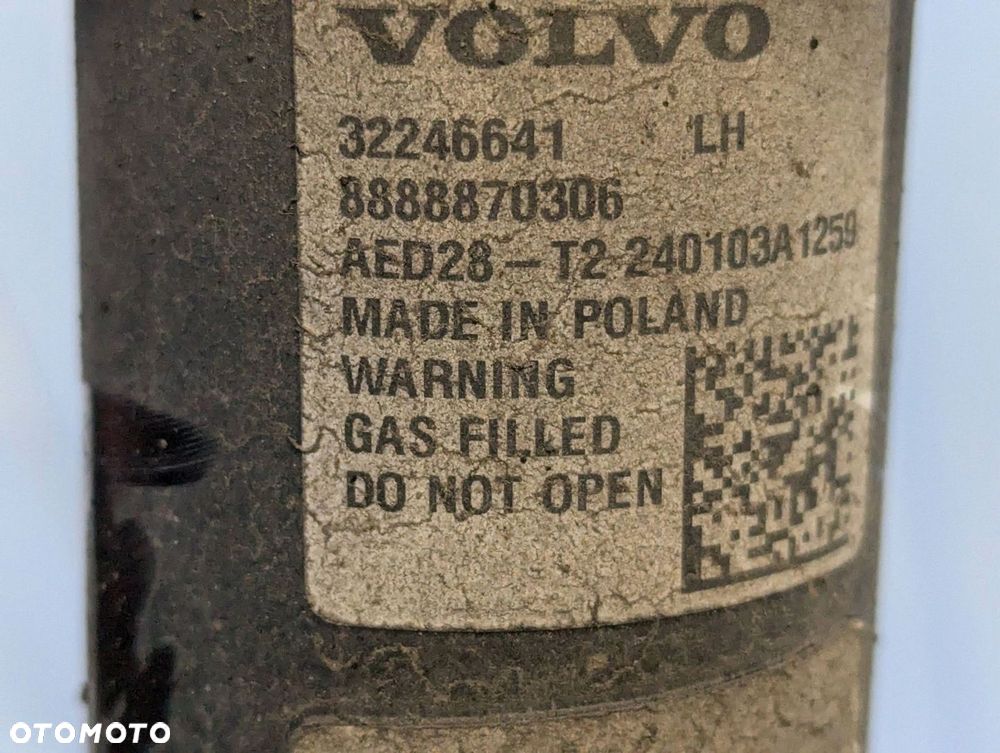 VOLVO
32246641 LH
8888870306
AED28-T2 240103A1259
MADE IN POLAND
WARNING
GAS FILLED
DO NOT OPEN
OTOMOTO